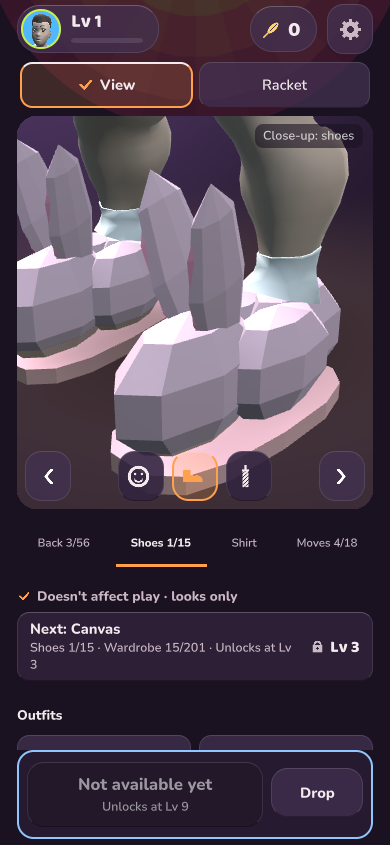 Lv 1
0
View
Racket
Close-up: shoes
Back 3/56
Shoes 1/15
Shirt
Moves 4/18
Doesn't affect play · looks only
Next: Canvas
Shoes 1/15 · Wardrobe 15/201 · Unlocks at Lv
3
Lv 3
Outfits
Not available yet
Unlocks at Lv 9
Drop